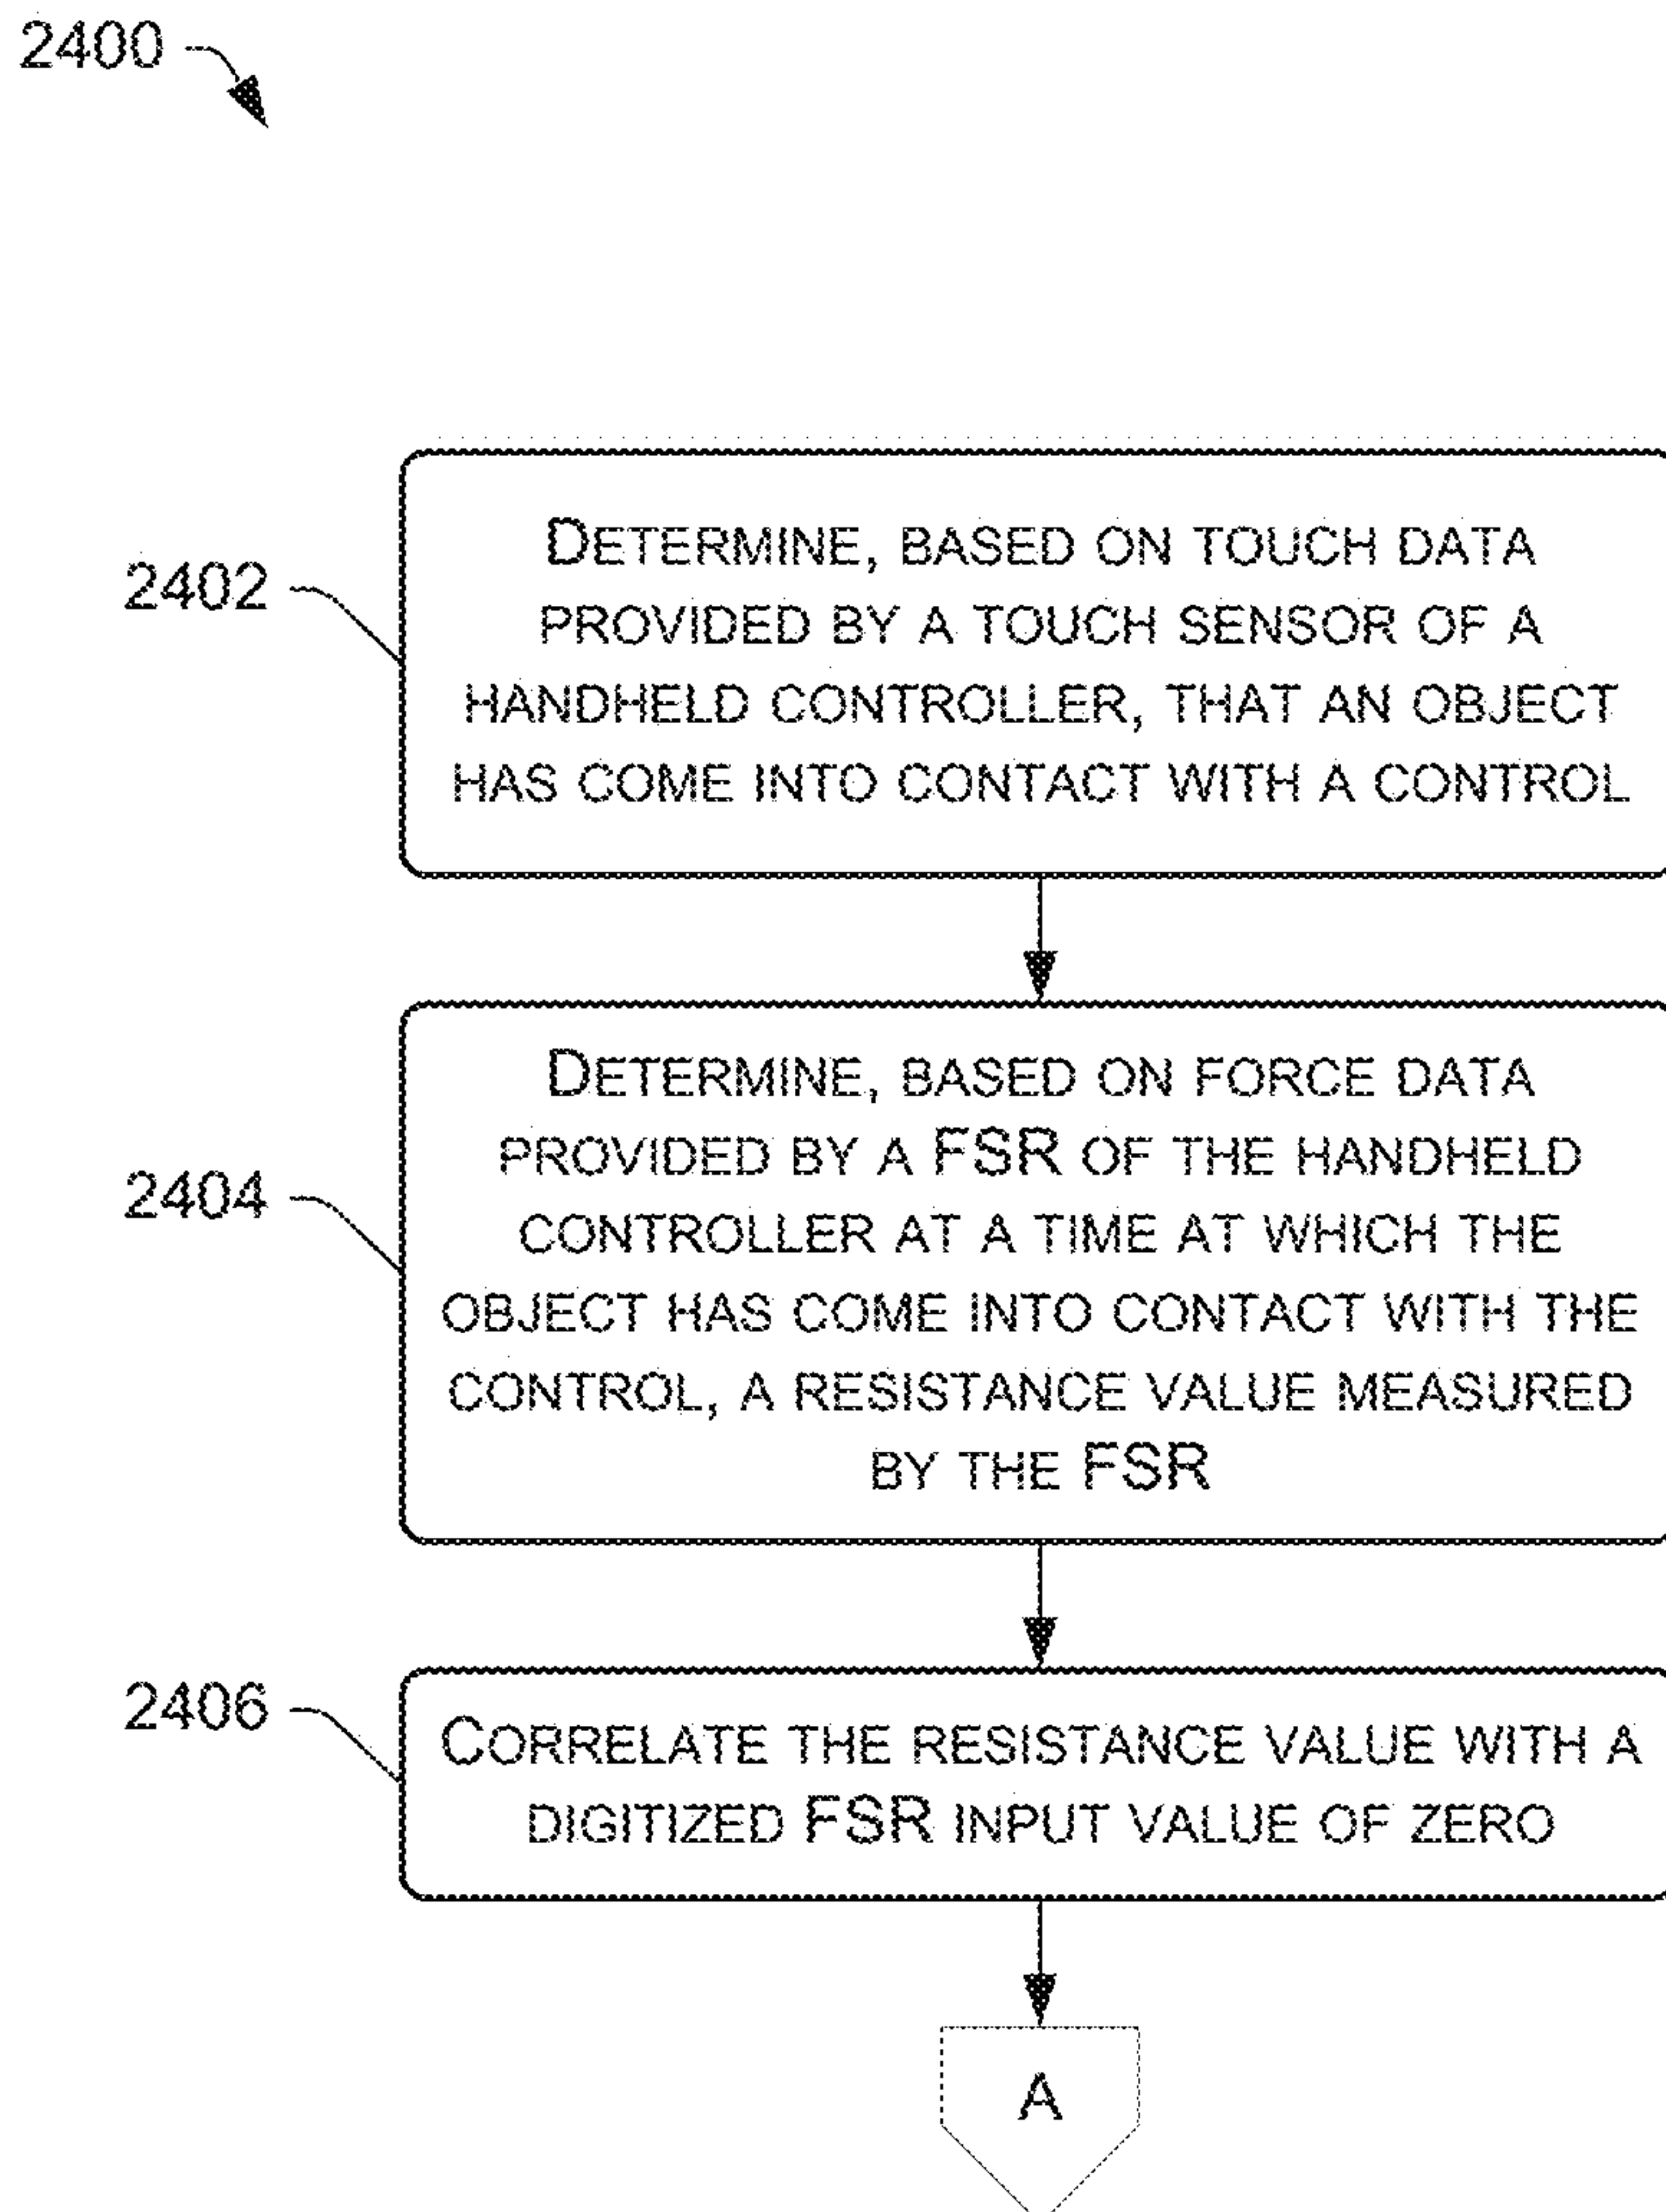 2400
2402
DETERMINE, BASED ON TOUCH DATA
PROVIDED BY A TOUCH SENSOR OF A
HANDHELD CONTROLLER, THAT AN OBJECT
HAS COME INTO CONTACT WITH A CONTROL
2404
DETERMINE, BASED ON FORCE DATA
PROVIDED BY A FSR OF THE HANDHELD
CONTROLLER AT A TIME AT WHICH THE
OBJECT HAS COME INTO CONTACT WITH THE
CONTROL, A RESISTANCE VALUE MEASURED
BY THE FSR
2406
CORRELATE THE RESISTANCE VALUE WITH A
DIGITIZED FSR INPUT VALUE OF ZERO
A